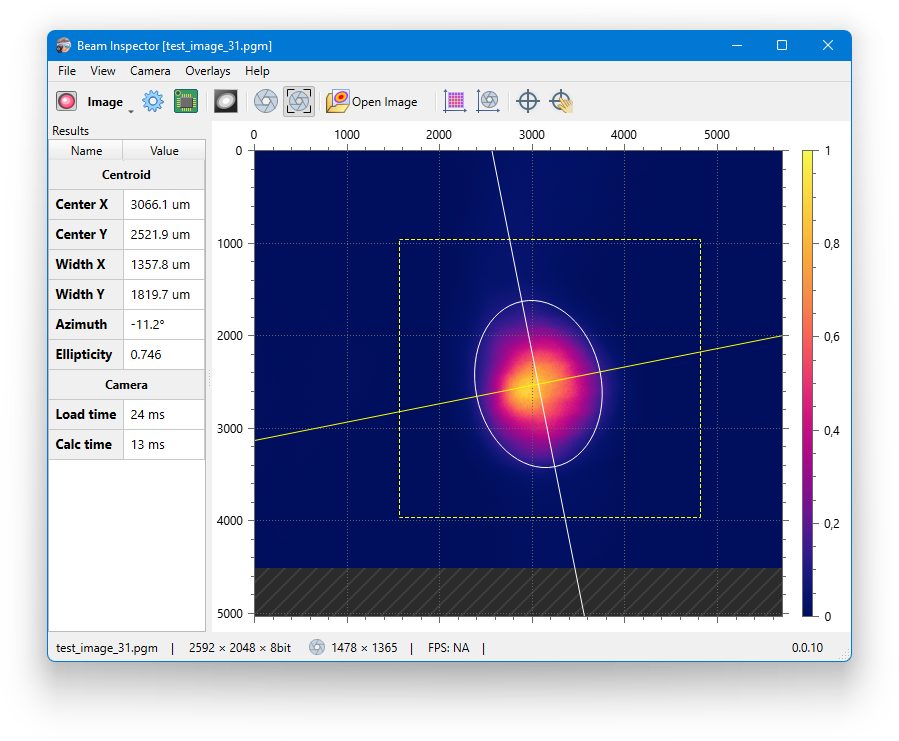 Beam Inspector [test_image_31.pgm]
File View Camera Overlays Help
Image Open Image
Results
Name Value
Centroid
Center X 3066.1 um
Center Y 2521.9 um
Width X 1357.8 um
Width Y 1819.7 um
Azimuth -11.2°
Ellipticity 0.746
Camera
Load time 24 ms
Calc time 13 ms
0 1000 2000 3000 4000 5000
0
1000
2000
3000
4000
5000
1
0,8
0,6
0,4
0,2
0
test_image_31.pgm | 2592 × 2048 × 8bit 1478 × 1365 | FPS: NA | 0.0.10